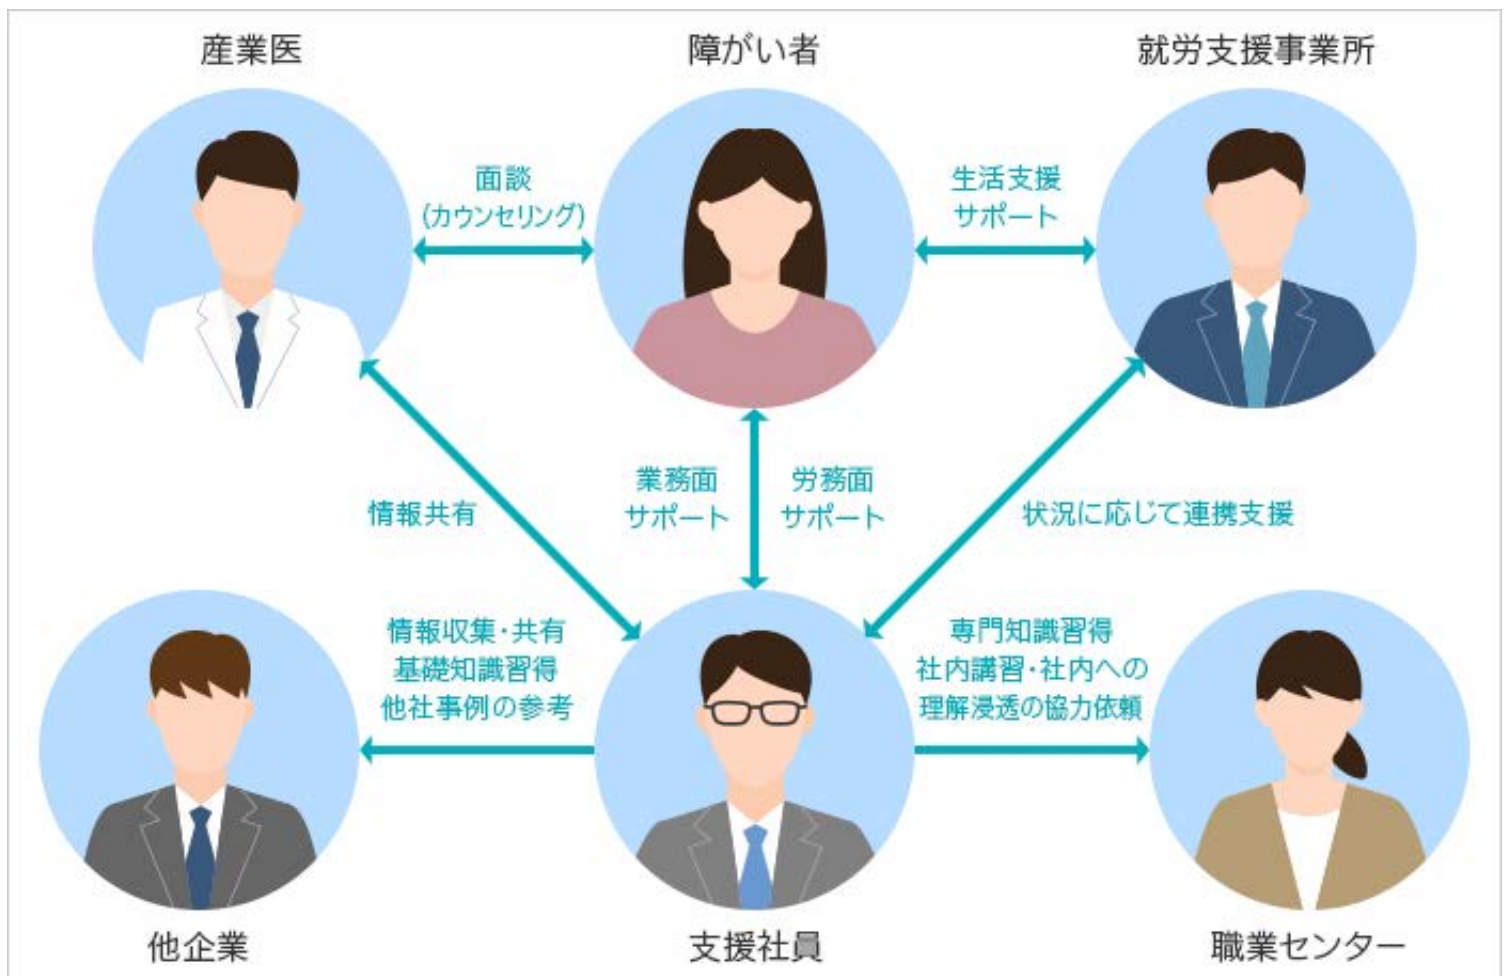 産業医
障がい者
就労支援事業所
面談
(カウンセリング)
生活支援
サポート
業務面
サポート
労務面
サポート
情報共有
状況に応じて連携支援
情報収集・共有
基礎知識習得
他社事例の参考
専門知識習得
社内講習・社内への
理解浸透の協力依頼
他企業
支援社員
職業センター